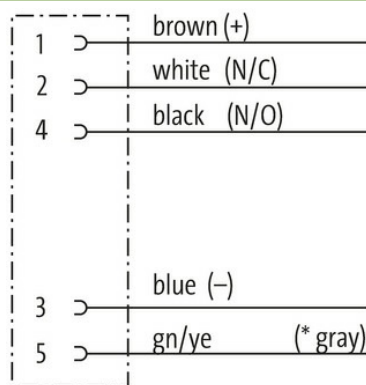 1 brown (+)
2 white (N/C)
4 black (N/O)
3 blue (–)
5 gn/ye (* gray)